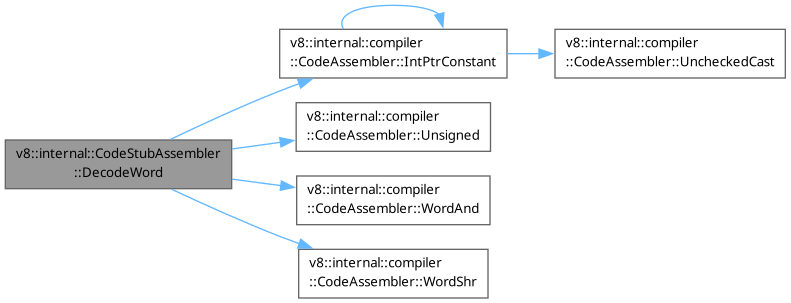 v8::internal::compiler
::CodeAssembler::IntPtrConstant
v8::internal::compiler
::CodeAssembler::UncheckedCast
v8::internal::compiler
::CodeAssembler::Unsigned
v8::internal::CodeStubAssembler
::DecodeWord
v8::internal::compiler
::CodeAssembler::WordAnd
v8::internal::compiler
::CodeAssembler::WordShr